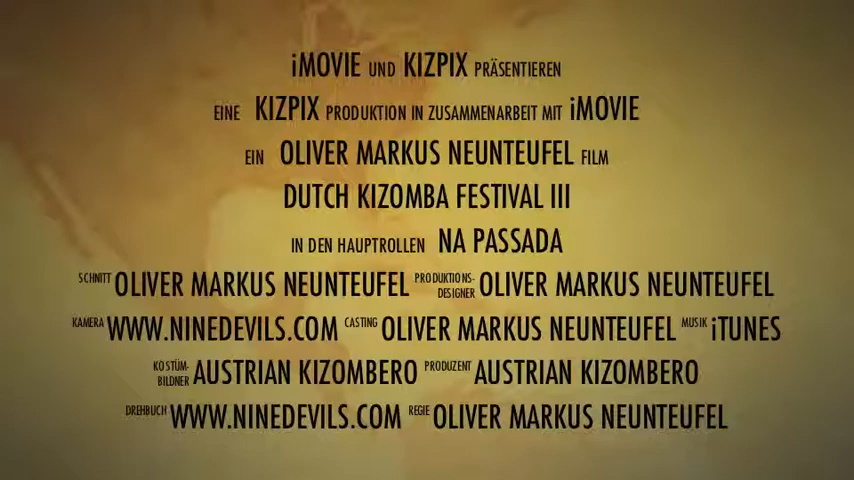 iMOVIE UND KIZPIX PRÄSENTIEREN
EINE KIZPIX PRODUKTION IN ZUSAMMENARBEIT MIT iMOVIE
EIN OLIVER MARKUS NEUNTEUFEL FILM
DUTCH KIZOMBA FESTIVAL III
IN DEN HAUPTROLLEN NA PASSADA
SCHNITT OLIVER MARKUS NEUNTEUFEL PRODUKTIONS-DESIGNER OLIVER MARKUS NEUNTEUFEL
KAMERA WWW.NINEDEVILS.COM CASTING OLIVER MARKUS NEUNTEUFEL MUSIK iTUNES
KOSTÜM-BILDNER AUSTRIAN KIZOMBERO PRODUZENT AUSTRIAN KIZOMBERO
DREHBUCH WWW.NINEDEVILS.COM REGIE OLIVER MARKUS NEUNTEUFEL